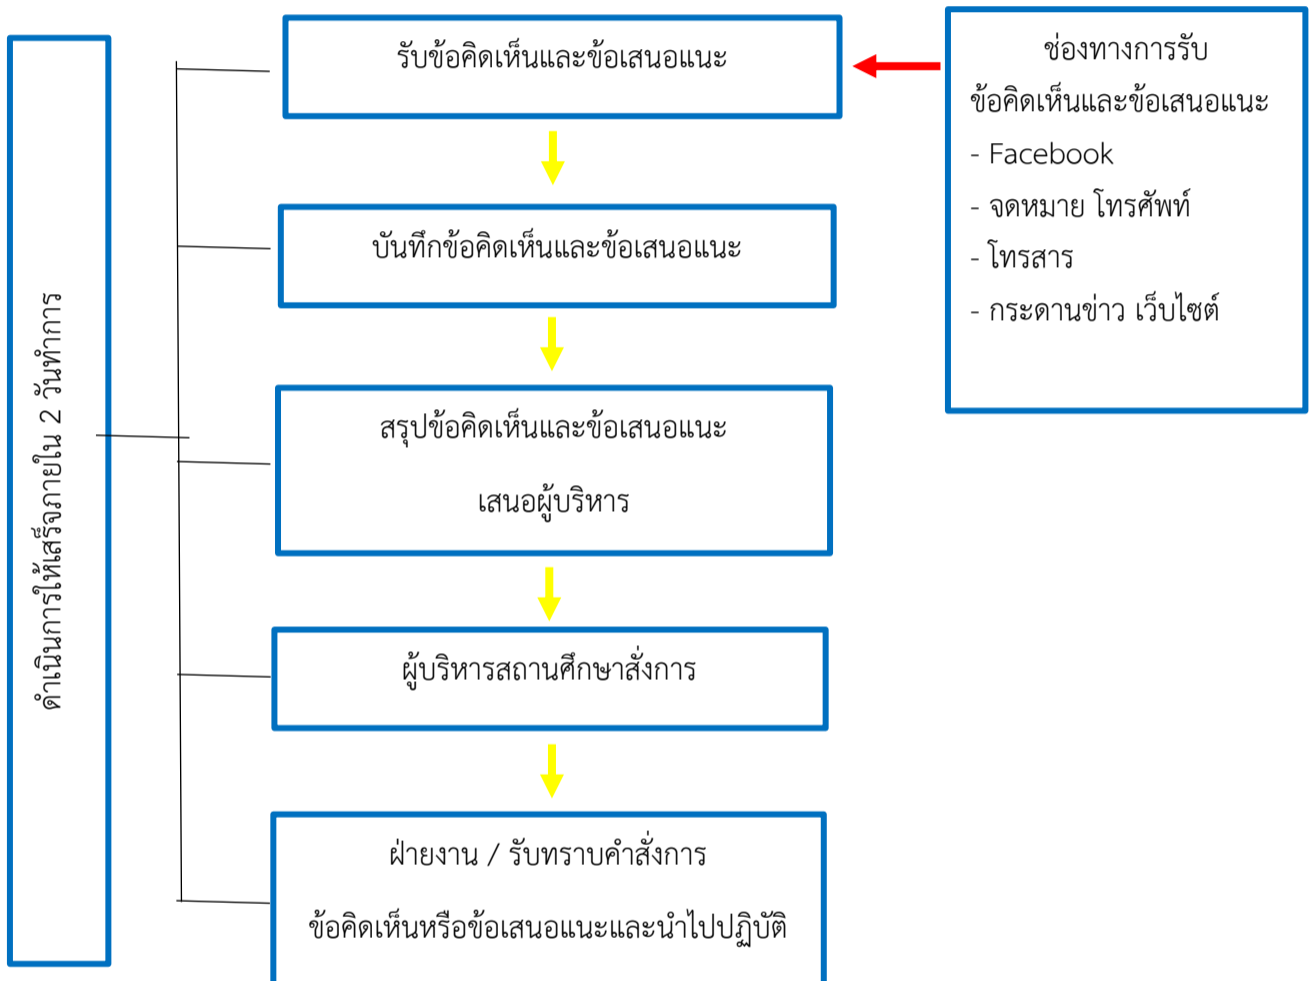 รับข้อคิดเห็นและข้อเสนอแนะ
ช่องทางการรับ
ข้อคิดเห็นและข้อเสนอแนะ
- Facebook
- จดหมาย โทรศัพท์
- โทรสาร
- กระดานข่าว เว็บไซต์
บันทึกข้อคิดเห็นและข้อเสนอแนะ
สรุปข้อคิดเห็นและข้อเสนอแนะ
เสนอผู้บริหาร
ผู้บริหารสถานศึกษาสั่งการ
ฝ่ายงาน / รับทราบคำสั่งการ
ข้อคิดเห็นหรือข้อเสนอแนะและนำไปปฏิบัติ
ดำเนินการให้เสร็จภายใน 2 วันทำการ